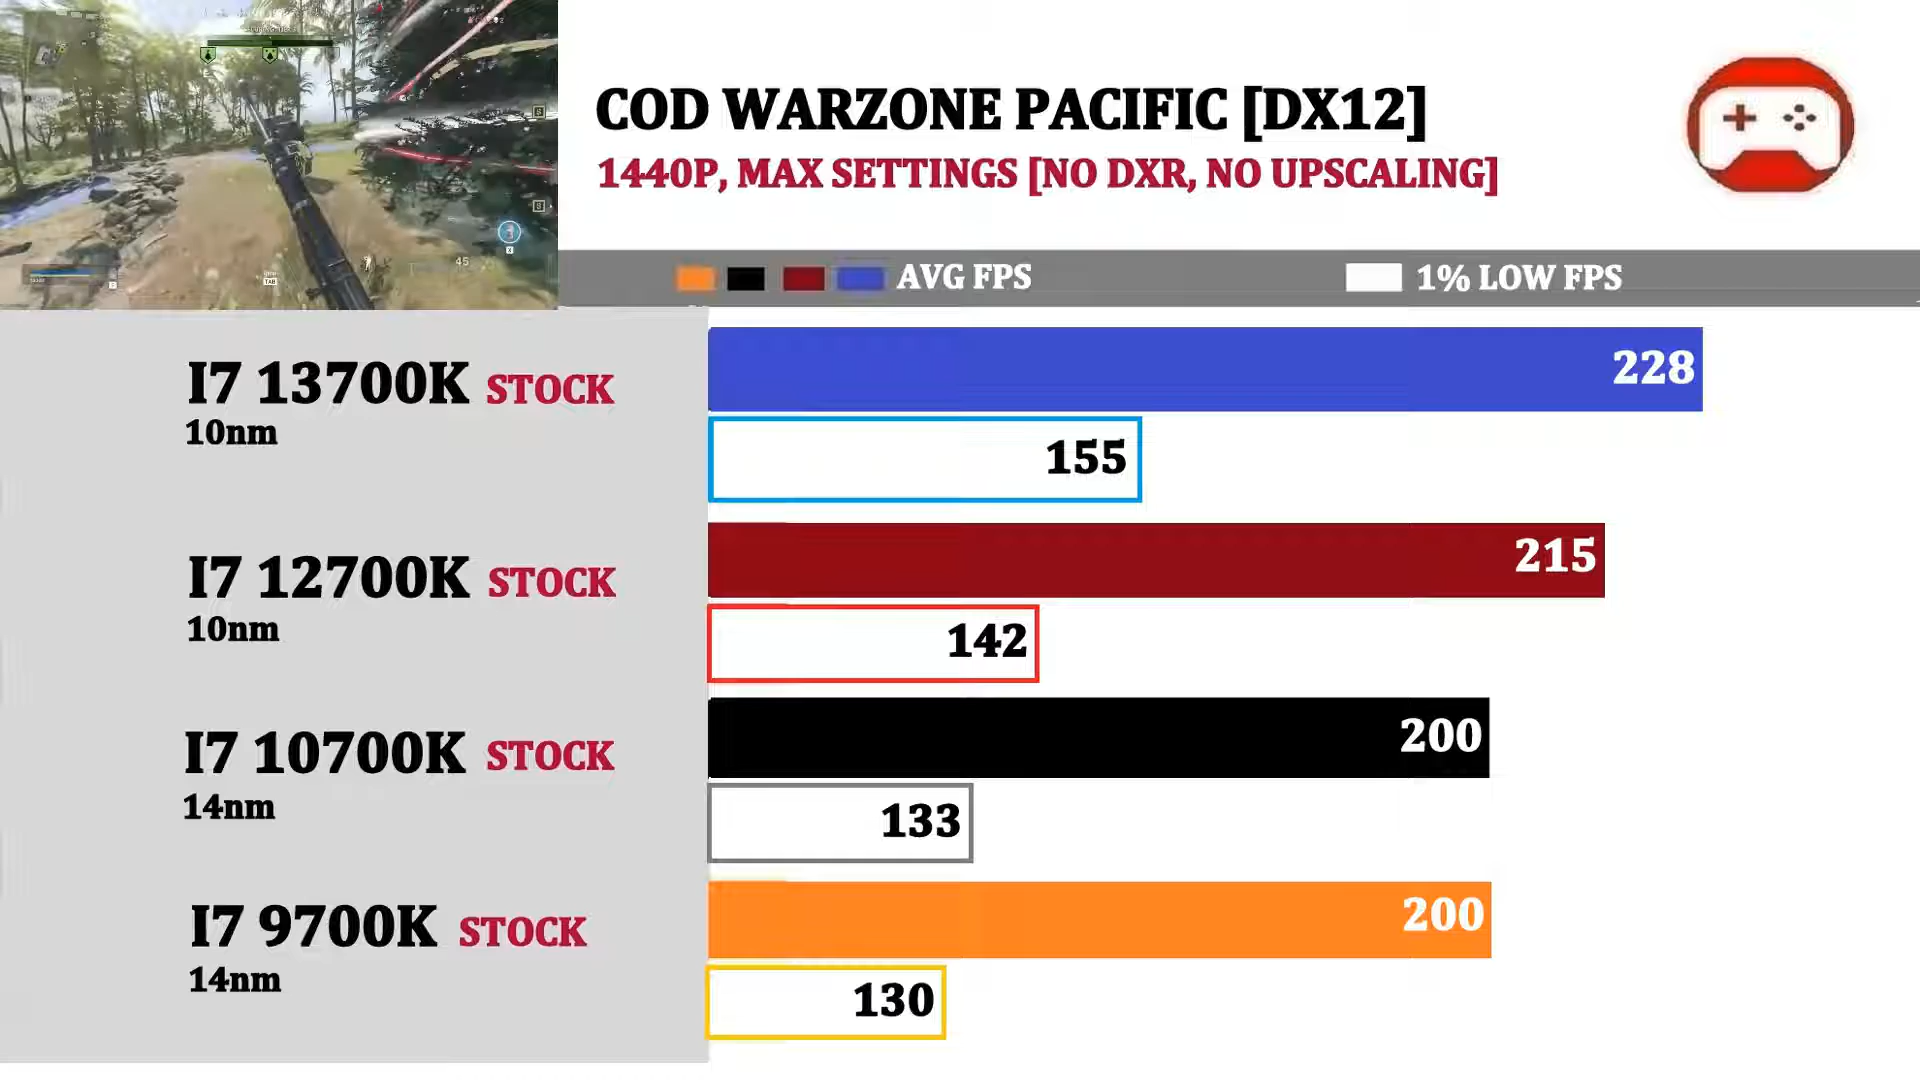 COD WARZONE PACIFIC [DX12]
1440P, MAX SETTINGS [NO DXR, NO UPSCALING]
AVG FPS
1% LOW FPS
I7 13700K STOCK
10nm
228
155
I7 12700K STOCK
10nm
215
142
I7 10700K STOCK
14nm
200
133
I7 9700K STOCK
14nm
200
130
45
TAB